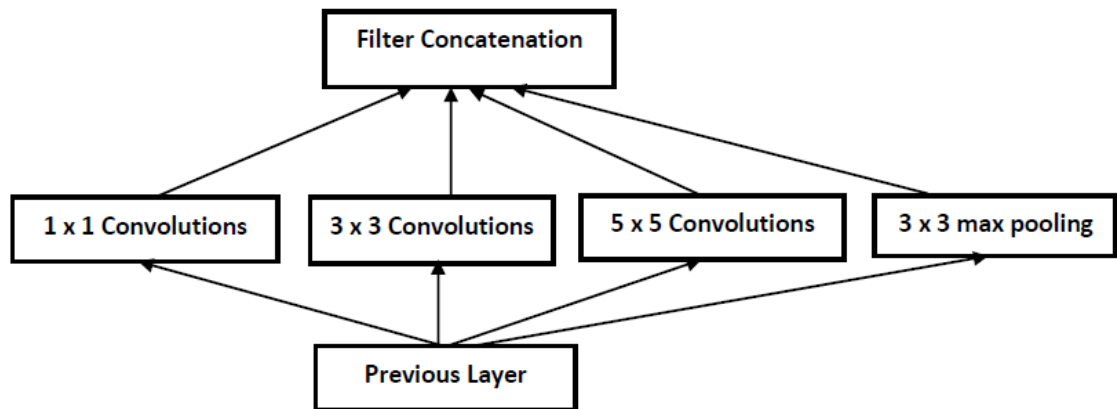 Filter Concatenation
1 x 1 Convolutions
3 x 3 Convolutions
5 x 5 Convolutions
3 x 3 max pooling
Previous Layer